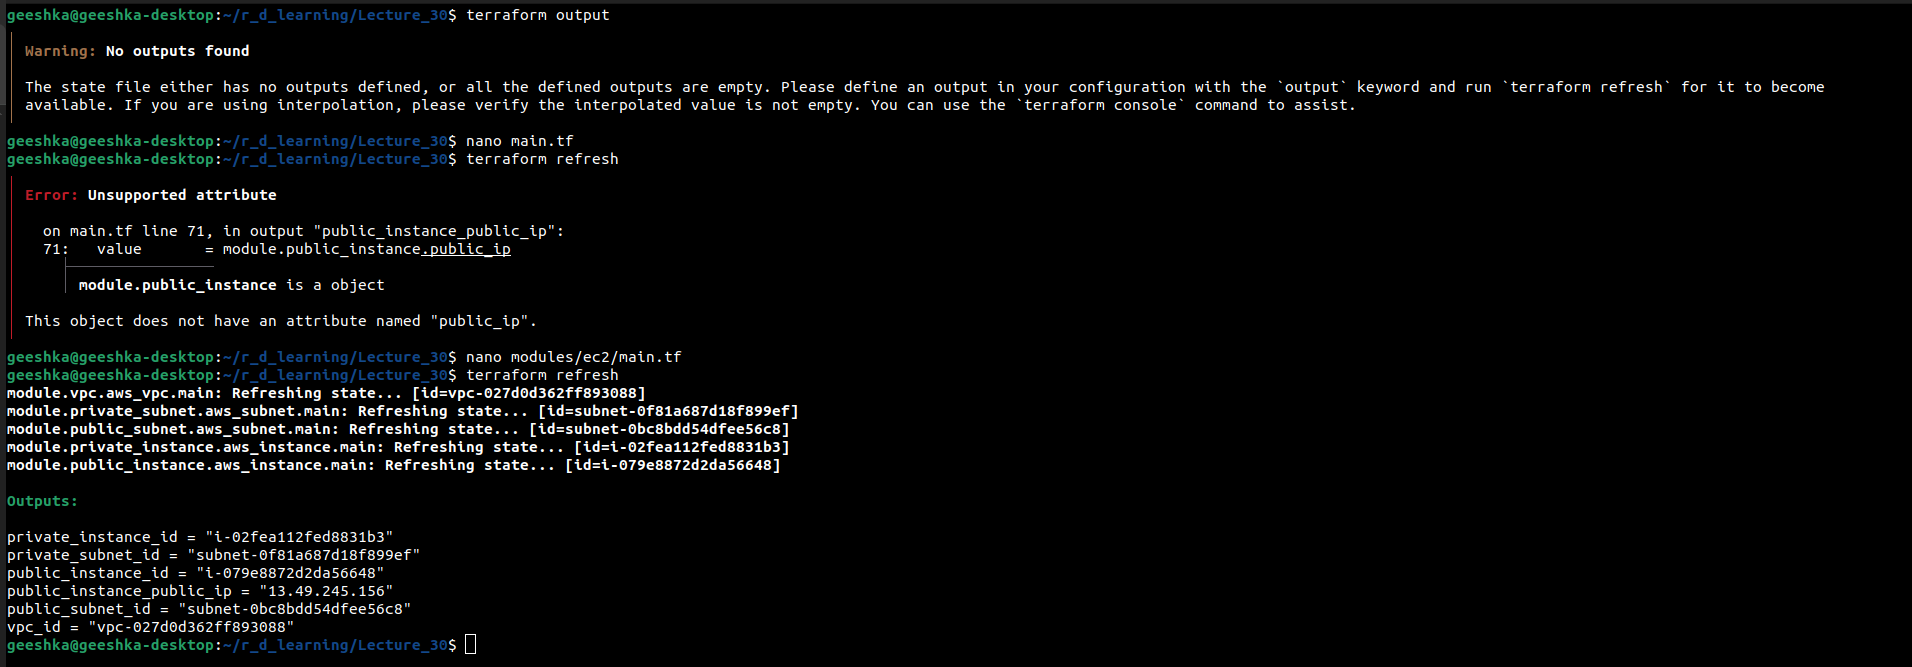 geeshka@geeshka-desktop:~/r_d_learning/Lecture_30$ terraform output
Warning: No outputs found
The state file either has no outputs defined, or all the defined outputs are empty. Please define an output in your configuration with the `output` keyword and run `terraform refresh` for it to become
available. If you are using interpolation, please verify the interpolated value is not empty. You can use the `terraform console` command to assist.
geeshka@geeshka-desktop:~/r_d_learning/Lecture_30$ nano main.tf
geeshka@geeshka-desktop:~/r_d_learning/Lecture_30$ terraform refresh
Error: Unsupported attribute
on main.tf line 71, in output "public_instance_public_ip":
71:   value       = module.public_instance.public_ip
module.public_instance is a object
This object does not have an attribute named "public_ip".
geeshka@geeshka-desktop:~/r_d_learning/Lecture_30$ nano modules/ec2/main.tf
geeshka@geeshka-desktop:~/r_d_learning/Lecture_30$ terraform refresh
module.vpc.aws_vpc.main: Refreshing state... [id=vpc-027d0d362ff893088]
module.private_subnet.aws_subnet.main: Refreshing state... [id=subnet-0f81a687d18f899ef]
module.public_subnet.aws_subnet.main: Refreshing state... [id=subnet-0bc8bdd54dfee56c8]
module.private_instance.aws_instance.main: Refreshing state... [id=i-02fea112fed8831b3]
module.public_instance.aws_instance.main: Refreshing state... [id=i-079e8872d2da56648]
Outputs:
private_instance_id = "i-02fea112fed8831b3"
private_subnet_id = "subnet-0f81a687d18f899ef"
public_instance_id = "i-079e8872d2da56648"
public_instance_public_ip = "13.49.245.156"
public_subnet_id = "subnet-0bc8bdd54dfee56c8"
vpc_id = "vpc-027d0d362ff893088"
geeshka@geeshka-desktop:~/r_d_learning/Lecture_30$